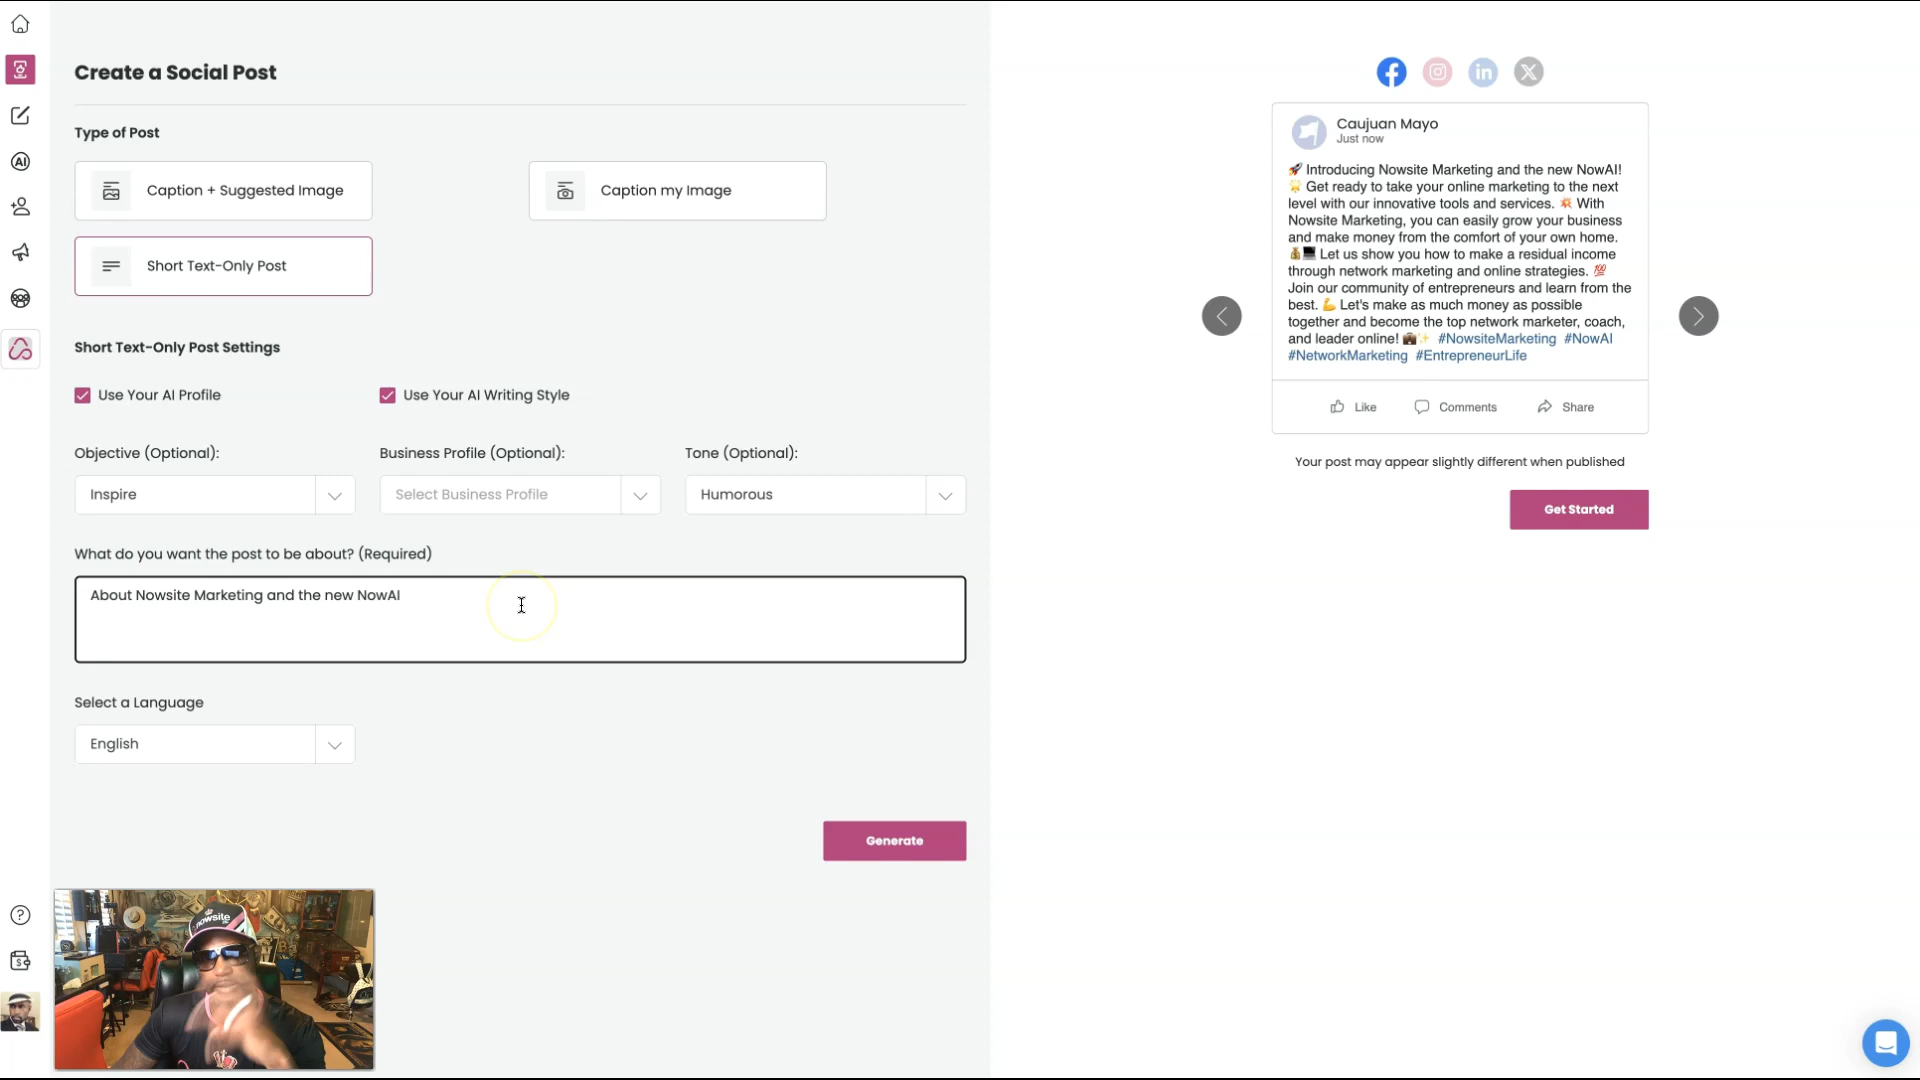 Create a Social Post
Type of Post
Caption + Suggested Image
Caption my Image
Short Text-Only Post
Short Text-Only Post Settings
Use Your AI Profile
Use Your AI Writing Style
Objective (Optional):
Business Profile (Optional):
Tone (Optional):
Inspire
Select Business Profile
Humorous
What do you want the post to be about? (Required)
About Nowsite Marketing and the new NowAI
Select a Language
English
Generate
AI
nowsite
Caujuan Mayo
Just now
🚀 Introducing Nowsite Marketing and the new NowAI!
🌟 Get ready to take your online marketing to the next
level with our innovative tools and services. 💥 With
Nowsite Marketing, you can easily grow your business
and make money from the comfort of your own home.
💰💻 Let us show you how to make a residual income
through network marketing and online strategies. 💯
Join our community of entrepreneurs and learn from the
best. 💪 Let's make as much money as possible
together and become the top network marketer, coach,
and leader online! 💼✨ #NowsiteMarketing #NowAI
#NetworkMarketing #EntrepreneurLife
Like
Comments
Share
Your post may appear slightly different when published
Get Started